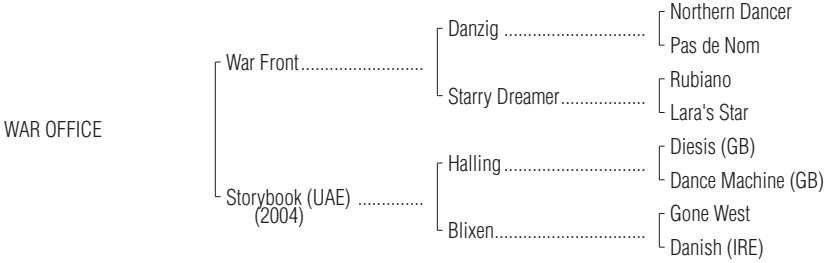 Northern Dancer
Danzig ..............................
Pas de Nom
War Front.........................
Rubiano
Starry Dreamer..................
Lara's Star
WAR OFFICE
Diesis (GB)
Halling ..............................
Dance Machine (GB)
Storybook (UAE) ..............
(2004)
Gone West
Blixen................................
Danish (IRE)